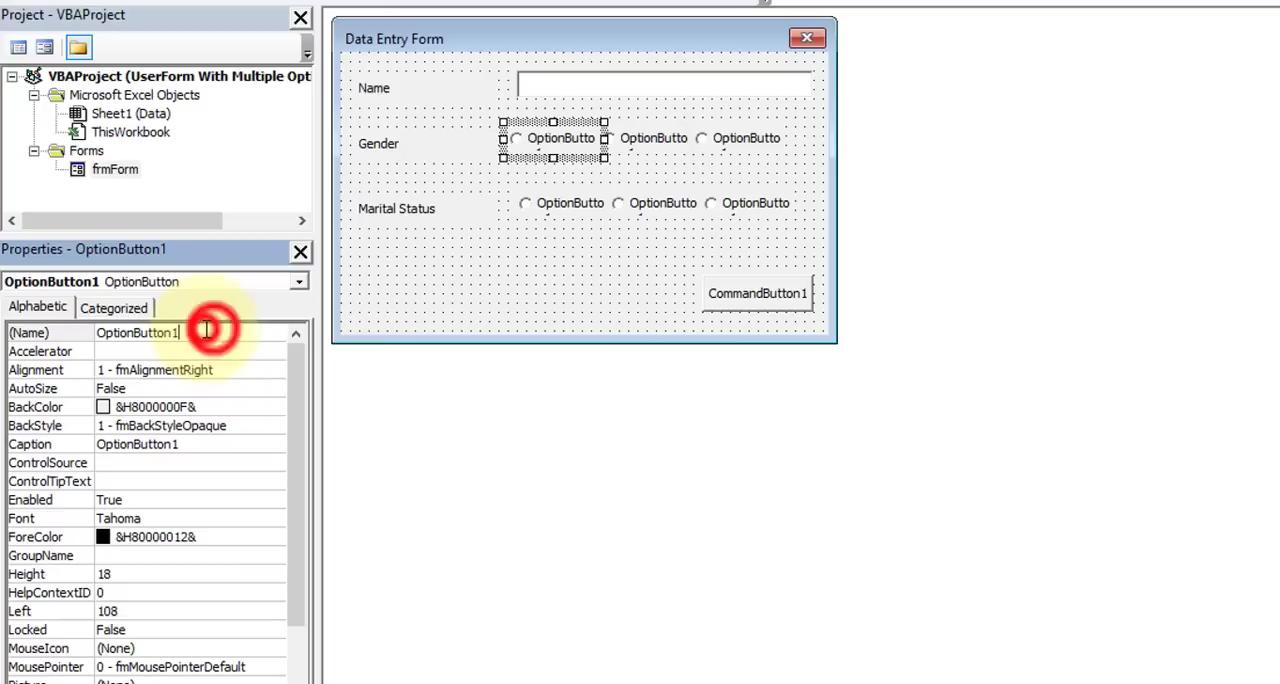 Project - VBAProject
VBAProject (UserForm With Multiple Opt
Microsoft Excel Objects
Sheet1 (Data)
ThisWorkbook
Forms
frmForm
Properties - OptionButton1
OptionButton1 OptionButton
Alphabetic Categorized
(Name) OptionButton1
Accelerator
Alignment 1 - fmAlignmentRight
AutoSize False
BackColor &H8000000F&
BackStyle 1 - fmBackStyleOpaque
Caption OptionButton1
ControlSource
ControlTipText
Enabled True
Font Tahoma
ForeColor &H80000012&
GroupName
Height 18
HelpContextID 0
Left 108
Locked False
MouseIcon (None)
MousePointer 0 - fmMousePointerDefault
Data Entry Form
Name
Gender OptionButto OptionButto OptionButto
Marital Status OptionButto OptionButto OptionButto
CommandButton1